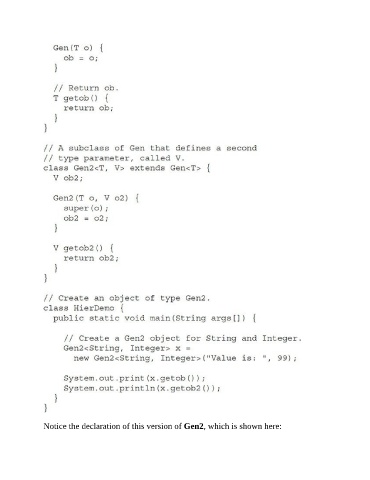 Gen(T o) {
ob = o;
}
// Return ob.
T getob() {
return ob;
}
}
// A subclass of Gen that defines a second
// type parameter, called V.
class Gen2<T, V> extends Gen<T> {
V ob2;
Gen2(T o, V o2) {
super(o);
ob2 = o2;
}
V getob2() {
return ob2;
}
}
// Create an object of type Gen2.
class HierDemo {
public static void main(String args[]) {
// Create a Gen2 object for String and Integer.
Gen2<String, Integer> x =
new Gen2<String, Integer>("Value is: ", 99);
System.out.print(x.getob());
System.out.println(x.getob2());
}
}
Notice the declaration of this version of Gen2, which is shown here: